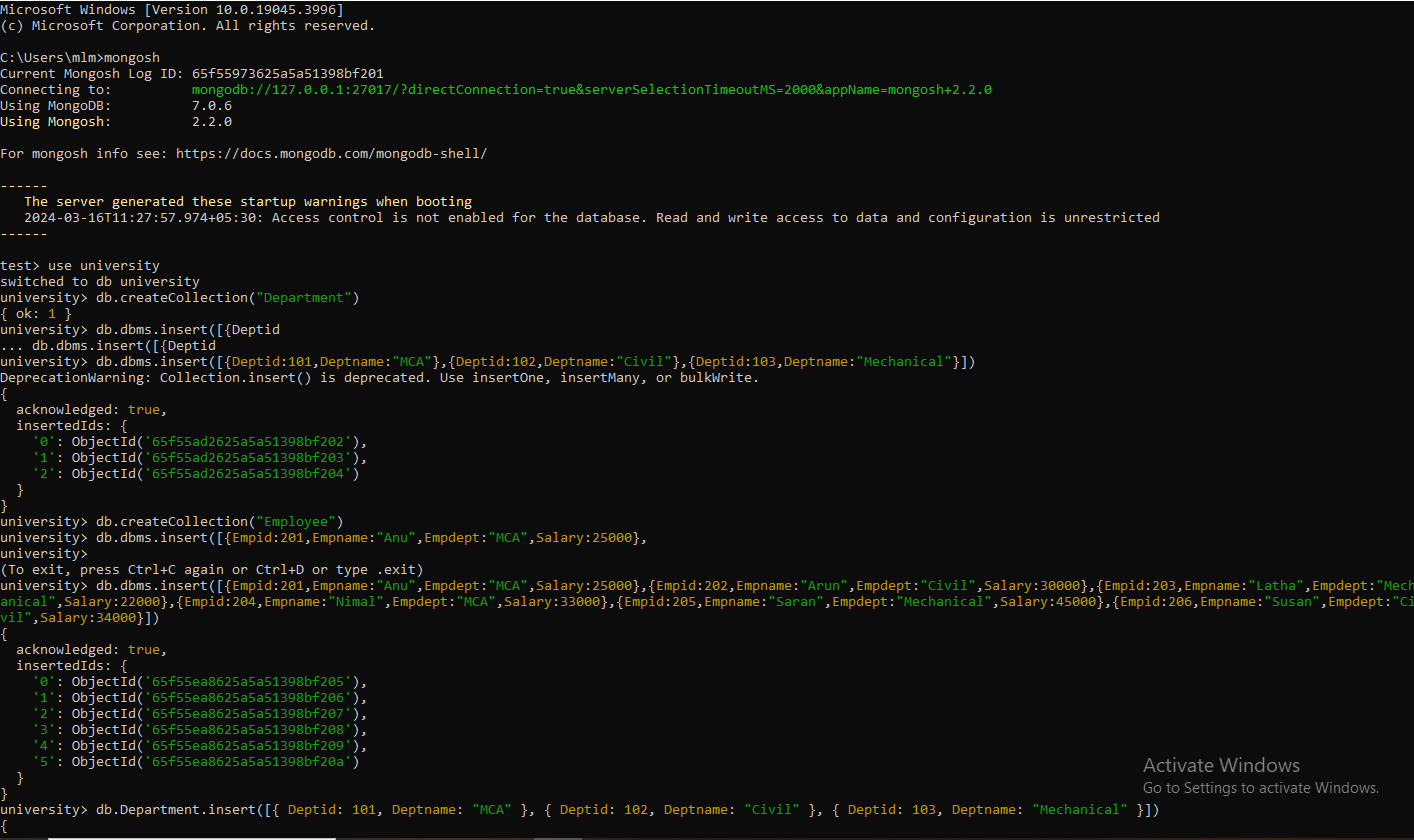 Microsoft Windows [Version 10.0.19045.3996]
(c) Microsoft Corporation. All rights reserved.
C:\Users\mlm>mongosh
Current Mongosh Log ID: 65f55973625a5a51398bf201
Connecting to:          mongodb://127.0.0.1:27017/?directConnection=true&serverSelectionTimeoutMS=2000&appName=mongosh+2.2.0
Using MongoDB:          7.0.6
Using Mongosh:          2.2.0
For mongosh info see: https://docs.mongodb.com/mongodb-shell/
------
   The server generated these startup warnings when booting
   2024-03-16T11:27:57.974+05:30: Access control is not enabled for the database. Read and write access to data and configuration is unrestricted
------
test> use university
switched to db university
university> db.createCollection("Department")
{ ok: 1 }
university> db.dbms.insert([{Deptid
... db.dbms.insert([{Deptid
university> db.dbms.insert([{Deptid:101,Deptname:"MCA"},{Deptid:102,Deptname:"Civil"},{Deptid:103,Deptname:"Mechanical"}])
DeprecationWarning: Collection.insert() is deprecated. Use insertOne, insertMany, or bulkWrite.
{
  acknowledged: true,
  insertedIds: {
    '0': ObjectId('65f55ad2625a5a51398bf202'),
    '1': ObjectId('65f55ad2625a5a51398bf203'),
    '2': ObjectId('65f55ad2625a5a51398bf204')
  }
}
university> db.createCollection("Employee")
university> db.dbms.insert([{Empid:201,Empname:"Anu",Empdept:"MCA",Salary:25000},
university>
(To exit, press Ctrl+C again or Ctrl+D or type .exit)
university> db.dbms.insert([{Empid:201,Empname:"Anu",Empdept:"MCA",Salary:25000},{Empid:202,Empname:"Arun",Empdept:"Civil",Salary:30000},{Empid:203,Empname:"Latha",Empdept:"Mech
anical",Salary:22000},{Empid:204,Empname:"Nimal",Empdept:"MCA",Salary:33000},{Empid:205,Empname:"Saran",Empdept:"Mechanical",Salary:45000},{Empid:206,Empname:"Susan",Empdept:"Ci
vil",Salary:34000}])
{
  acknowledged: true,
  insertedIds: {
    '0': ObjectId('65f55ea8625a5a51398bf205'),
    '1': ObjectId('65f55ea8625a5a51398bf206'),
    '2': ObjectId('65f55ea8625a5a51398bf207'),
    '3': ObjectId('65f55ea8625a5a51398bf208'),
    '4': ObjectId('65f55ea8625a5a51398bf209'),
    '5': ObjectId('65f55ea8625a5a51398bf20a')
  }
}
university> db.Department.insert([{ Deptid: 101, Deptname: "MCA" }, { Deptid: 102, Deptname: "Civil" }, { Deptid: 103, Deptname: "Mechanical" }])
{
Activate Windows
Go to Settings to activate Windows.